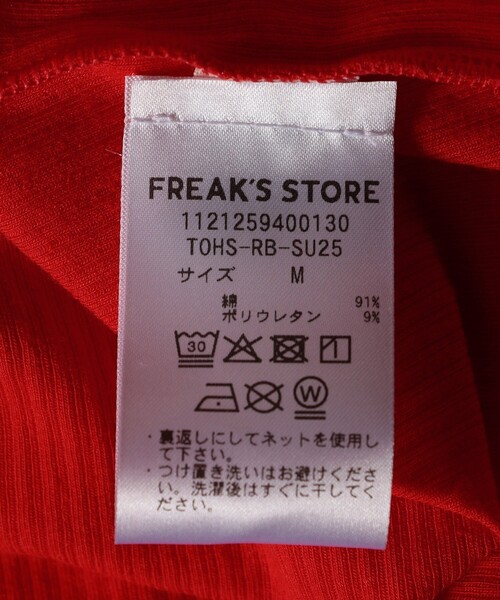 FREAK'S STORE
1121259400130
TOHS-RB-SU25
サイズ M
綿 91%
ポリウレタン 9%
30
W
・裏返しにしてネットを使用し
て下さい。
・つけ置き洗いはお避けくださ
い。洗濯後はすぐに干してく
ださい。